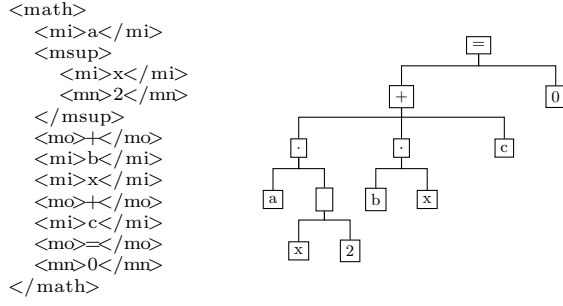 <math>
<mi>a</mi>
<msup>
<mi>x</mi>
<mn>2</mn>
</msup>
<mo>+</mo>
<mi>b</mi>
<mi>x</mi>
<mo>+</mo>
<mi>c</mi>
<mo>=</mo>
<mn>0</mn>
</math>
=
+ 0
· · c
a b x
x 2